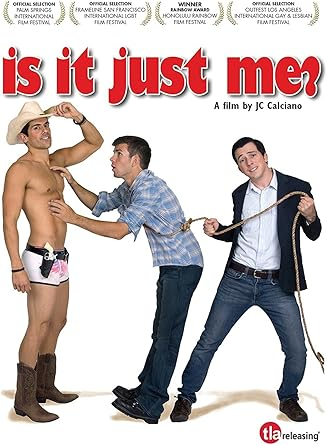 OFFICIAL SELECTION
PALM SPRINGS
INTERNATIONAL
FILM FESTIVAL
OFFICIAL SELECTION
FRAMELINE SAN FRANCISCO
INTERNATIONAL LGBT
FILM FESTIVAL
WINNER
RAINBOW AWARD
HONOLULU RAINBOW
FILM FESTIVAL
OFFICIAL SELECTION
OUTFEST LOS ANGELES
INTERNATIONAL GAY & LESBIAN
FILM FESTIVAL
is it just me?
A film by JC Calciano
tla releasing™